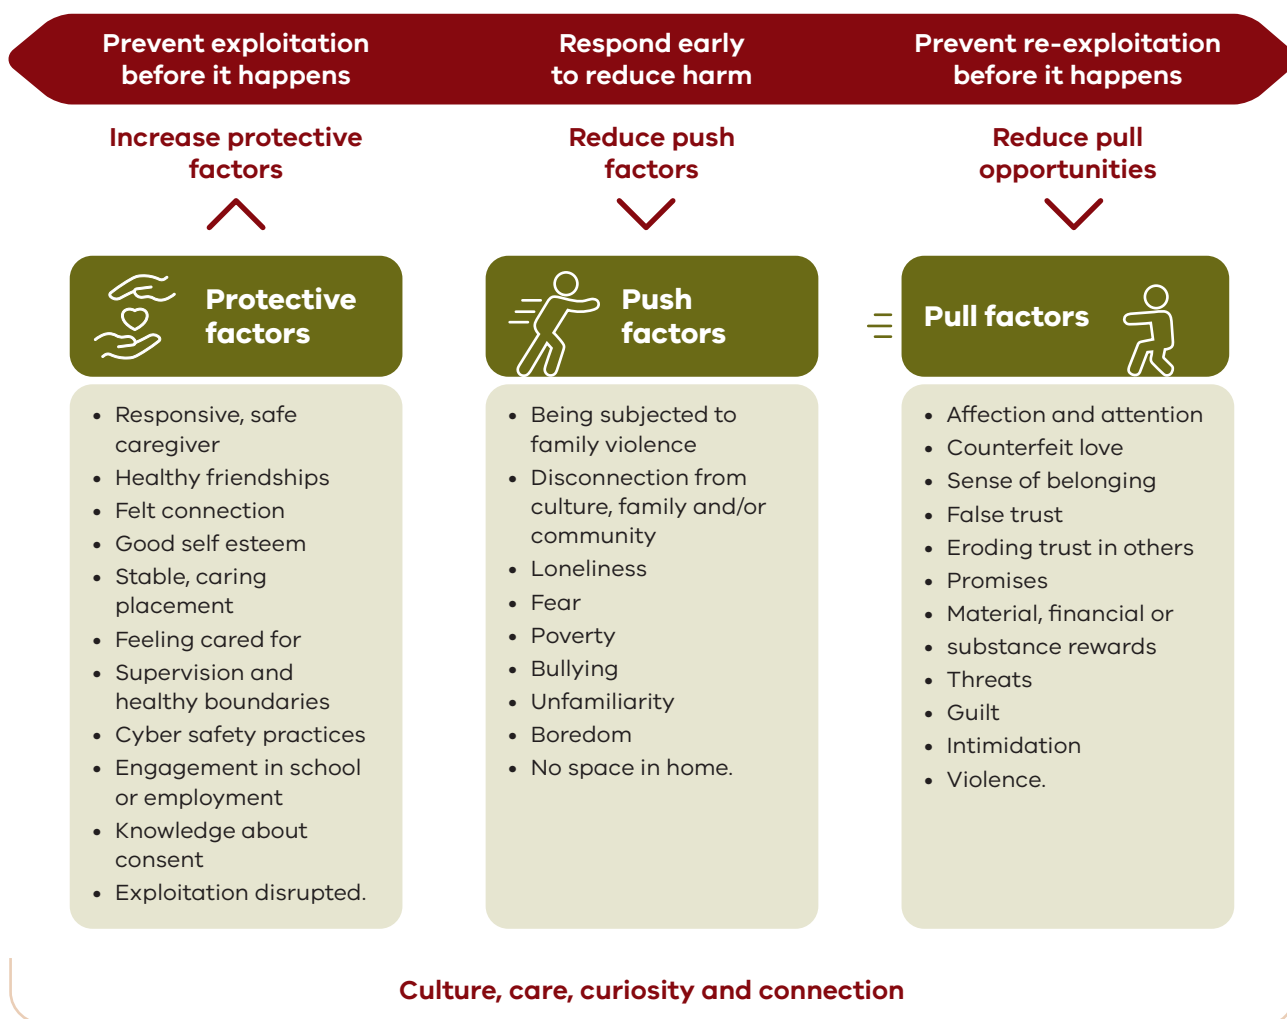 Prevent exploitation
before it happens
Respond early
to reduce harm
Prevent re-exploitation
before it happens
Increase protective
factors
Reduce push
factors
Reduce pull
opportunities
Protective
factors
• Responsive, safe
caregiver
• Healthy friendships
• Felt connection
• Good self esteem
• Stable, caring
placement
• Feeling cared for
• Supervision and
healthy boundaries
• Cyber safety practices
• Engagement in school
or employment
• Knowledge about
consent
• Exploitation disrupted.
Push
factors
• Being subjected to
family violence
• Disconnection from
culture, family and/or
community
• Loneliness
• Fear
• Poverty
• Bullying
• Unfamiliarity
• Boredom
• No space in home.
Pull factors
• Affection and attention
• Counterfeit love
• Sense of belonging
• False trust
• Eroding trust in others
• Promises
• Material, financial or
• substance rewards
• Threats
• Guilt
• Intimidation
• Violence.
Culture, care, curiosity and connection